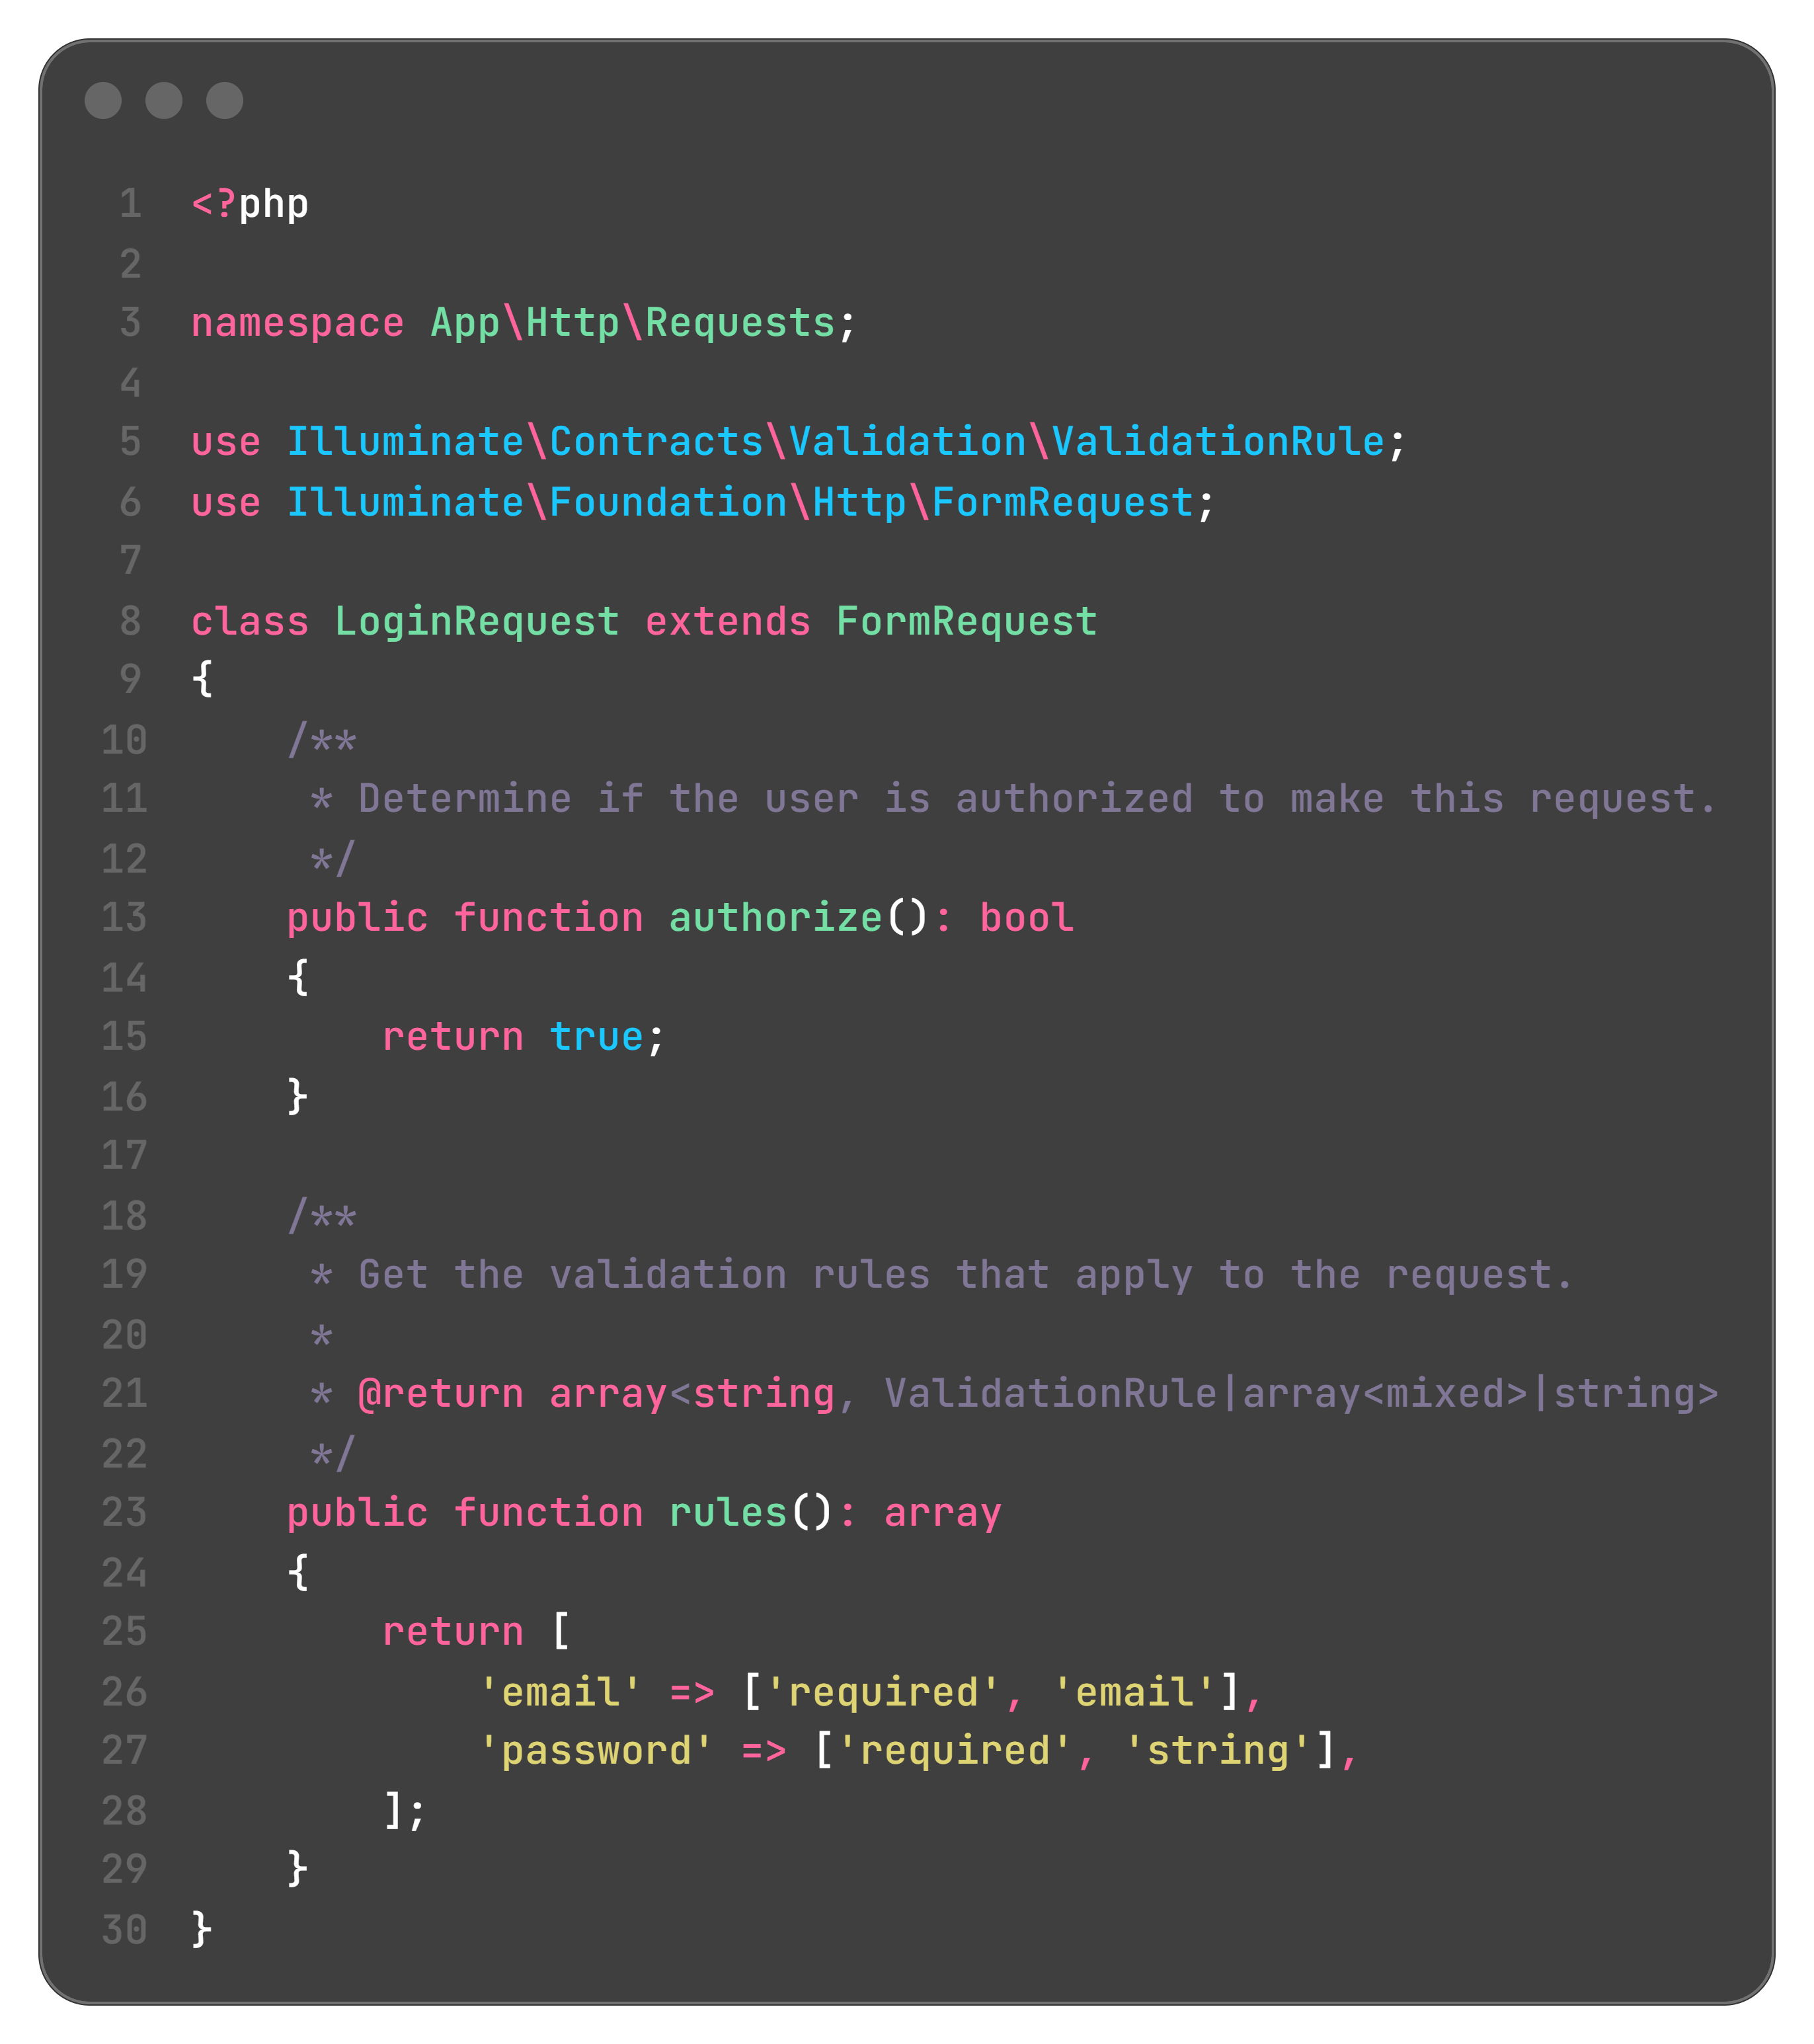 1 <?php
2
3 namespace App\Http\Requests;
4
5 use Illuminate\Contracts\Validation\ValidationRule;
6 use Illuminate\Foundation\Http\FormRequest;
7
8 class LoginRequest extends FormRequest
9 {
10     /**
11      * Determine if the user is authorized to make this request.
12      */
13     public function authorize(): bool
14     {
15         return true;
16     }
17
18     /**
19      * Get the validation rules that apply to the request.
20      *
21      * @return array<string, ValidationRule|array<mixed>|string>
22      */
23     public function rules(): array
24     {
25         return [
26             'email' => ['required', 'email'],
27             'password' => ['required', 'string'],
28         ];
29     }
30 }